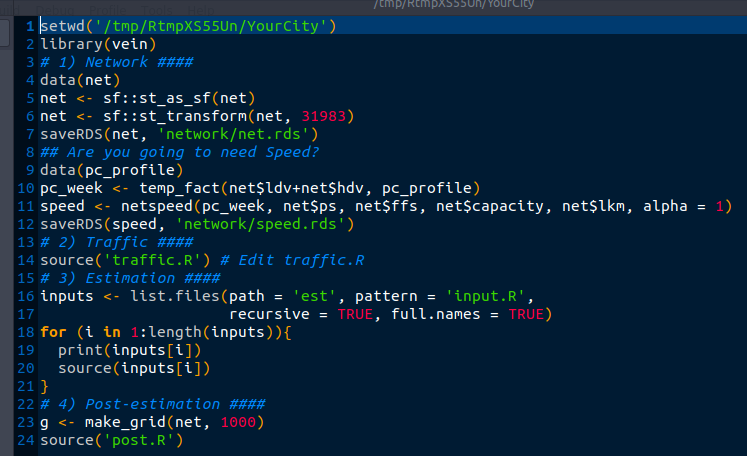 /tmp/RtmpXS55Un/YourCity
1 setwd('/tmp/RtmpXS55Un/YourCity')
2 library(vein)
3 # 1) Network ####
4 data(net)
5 net <- sf::st_as_sf(net)
6 net <- sf::st_transform(net, 31983)
7 saveRDS(net, 'network/net.rds')
8 ## Are you going to need Speed?
9 data(pc_profile)
10 pc_week <- temp_fact(net$ldv+net$hdv, pc_profile)
11 speed <- netspeed(pc_week, net$ps, net$ffs, net$capacity, net$lkm, alpha = 1)
12 saveRDS(speed, 'network/speed.rds')
13 # 2) Traffic ####
14 source('traffic.R') # Edit traffic.R
15 # 3) Estimation ####
16 inputs <- list.files(path = 'est', pattern = 'input.R',
17                      recursive = TRUE, full.names = TRUE)
18 for (i in 1:length(inputs)){
19   print(inputs[i])
20   source(inputs[i])
21 }
22 # 4) Post-estimation ####
23 g <- make_grid(net, 1000)
24 source('post.R')